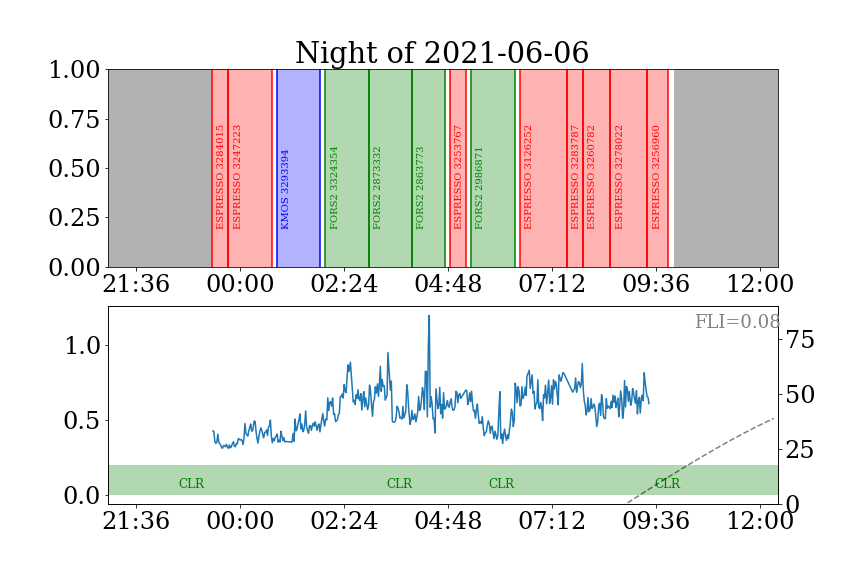 Night of 2021-06-06
1.00
0.75
0.50
0.25
0.00
ESPRESSO 3284015
ESPRESSO 3247223
KMOS 3293394
FORS2 3324354
FORS2 2873332
FORS2 2863773
ESPRESSO 3253767
FORS2 2986871
ESPRESSO 3126252
ESPRESSO 3283787
ESPRESSO 3260782
ESPRESSO 3278022
ESPRESSO 3256960
21:36 00:00 02:24 04:48 07:12 09:36 12:00
FLI=0.08
1.0
0.5
0.0
75
50
25
0
CLR CLR CLR CLR
21:36 00:00 02:24 04:48 07:12 09:36 12:00